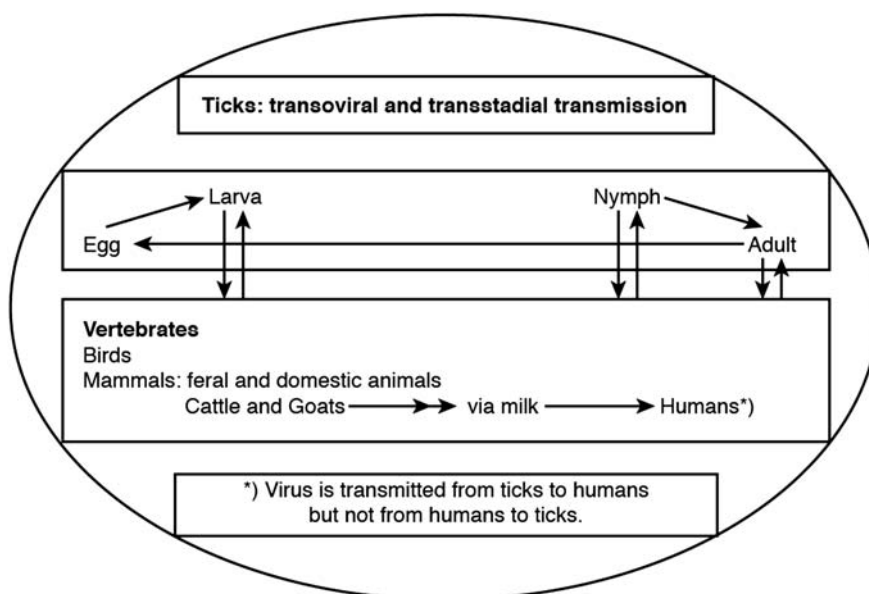 Ticks: transoviral and transstadial transmission
Larva
Nymph
Egg
Adult
Vertebrates
Birds
Mammals: feral and domestic animals
Cattle and Goats via milk Humans*)
*) Virus is transmitted from ticks to humans
but not from humans to ticks.